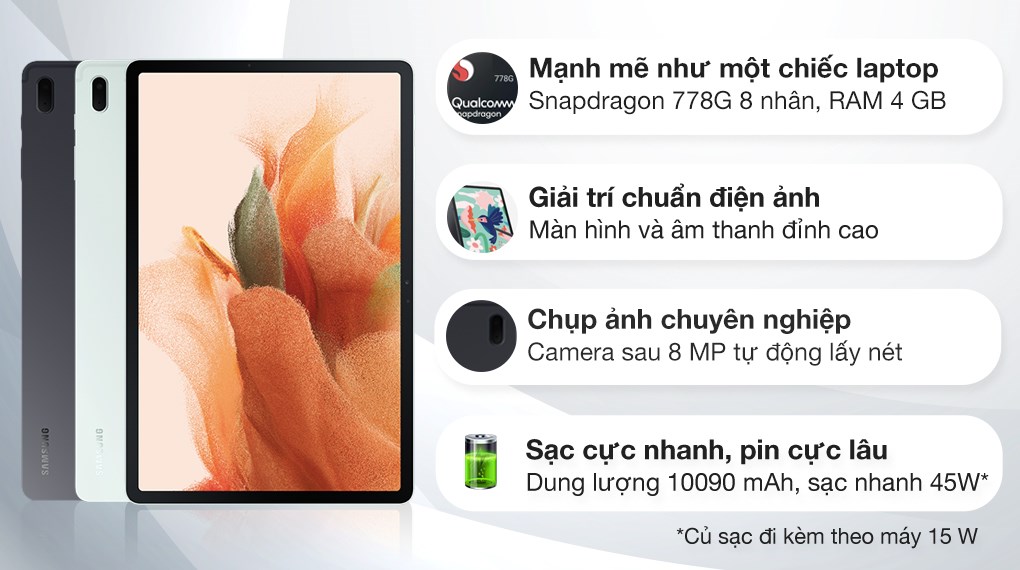 SAMSUNG
SAMSUNG
778G
Qualcomm
snapdragon
Mạnh mẽ như một chiếc laptop
Snapdragon 778G 8 nhân, RAM 4 GB
Giải trí chuẩn điện ảnh
Màn hình và âm thanh đỉnh cao
Chụp ảnh chuyên nghiệp
Camera sau 8 MP tự động lấy nét
Sạc cực nhanh, pin cực lâu
Dung lượng 10090 mAh, sạc nhanh 45W*
*Củ sạc đi kèm theo máy 15 W